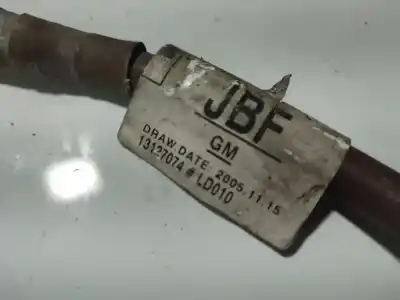 JBF
GM
DRAW DATE. 2005.11.15
13127074 # LD010